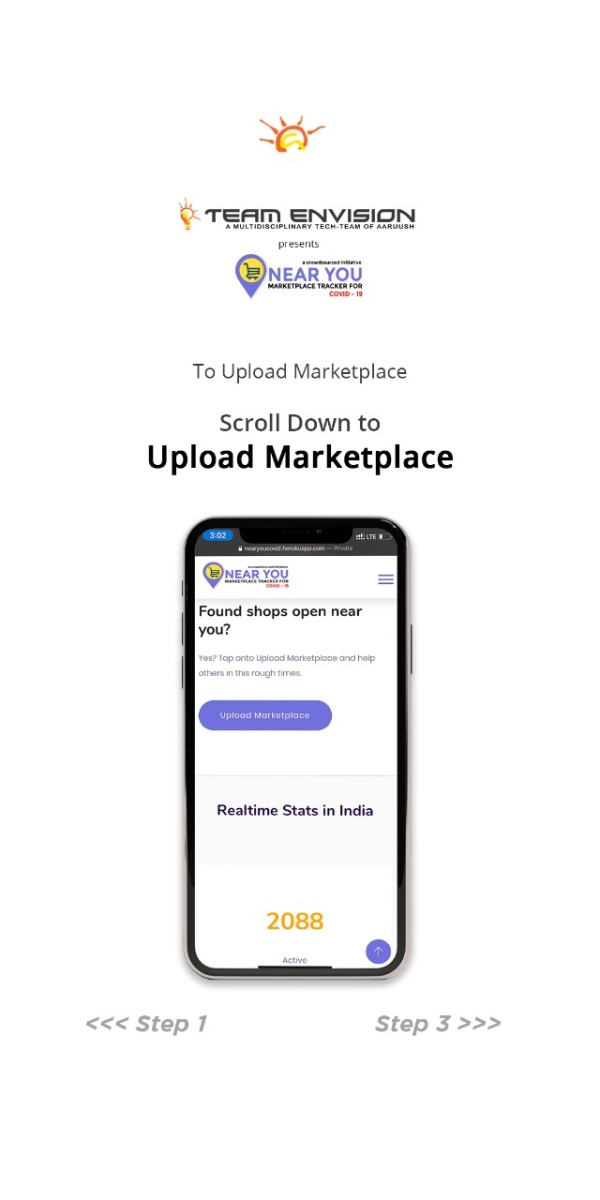 TEAM ENVISION
A MULTIDISCIPLINARY TECH-TEAM OF AARUUSH
presents
a crowdsourced initiative
NEAR YOU
MARKETPLACE TRACKER FOR
COVID - 19
To Upload Marketplace
Scroll Down to
Upload Marketplace
3:02
LTE
nearyoucovid.herokuapp.com — Private
a crowdsourced initiative
NEAR YOU
MARKETPLACE TRACKER FOR
COVID - 19
Found shops open near
you?
Yes? Tap onto Upload Marketplace and help
others in this rough times.
Upload Marketplace
Realtime Stats in India
2088
Active
<<< Step 1
Step 3 >>>